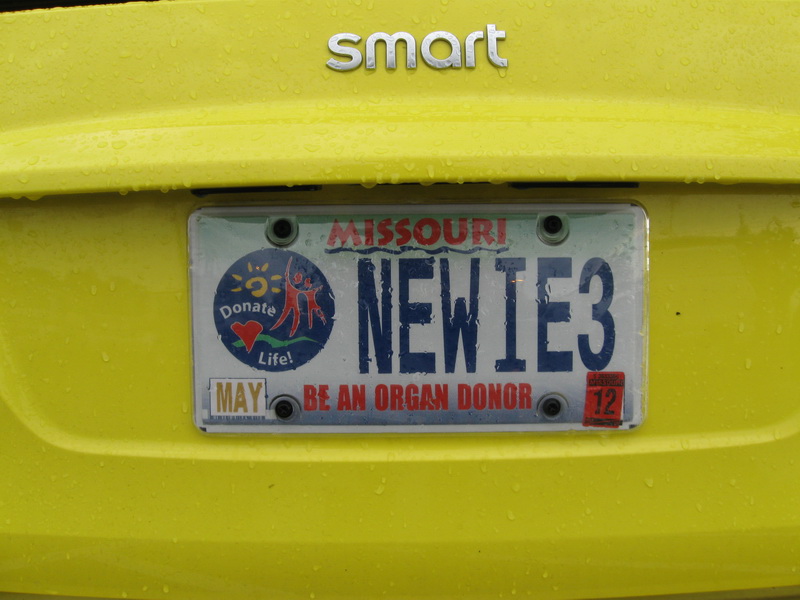 smart
MISSOURI
Donate
Life!
NEWIE3
MAY
BE AN ORGAN DONOR
12